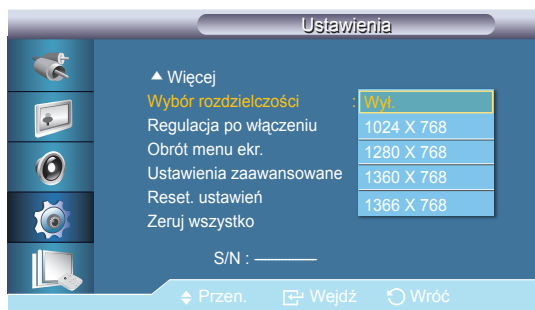 Ustawienia
▲ Więcej
Wybór rozdzielczości : Wył.
Regulacja po włączeniu 1024 X 768
Obrót menu ekr. 1280 X 768
Ustawienia zaawansowane 1360 X 768
Reset. ustawień 1366 X 768
Zeruj wszystko
S/N : ----------
Przen. Wejdź Wróć